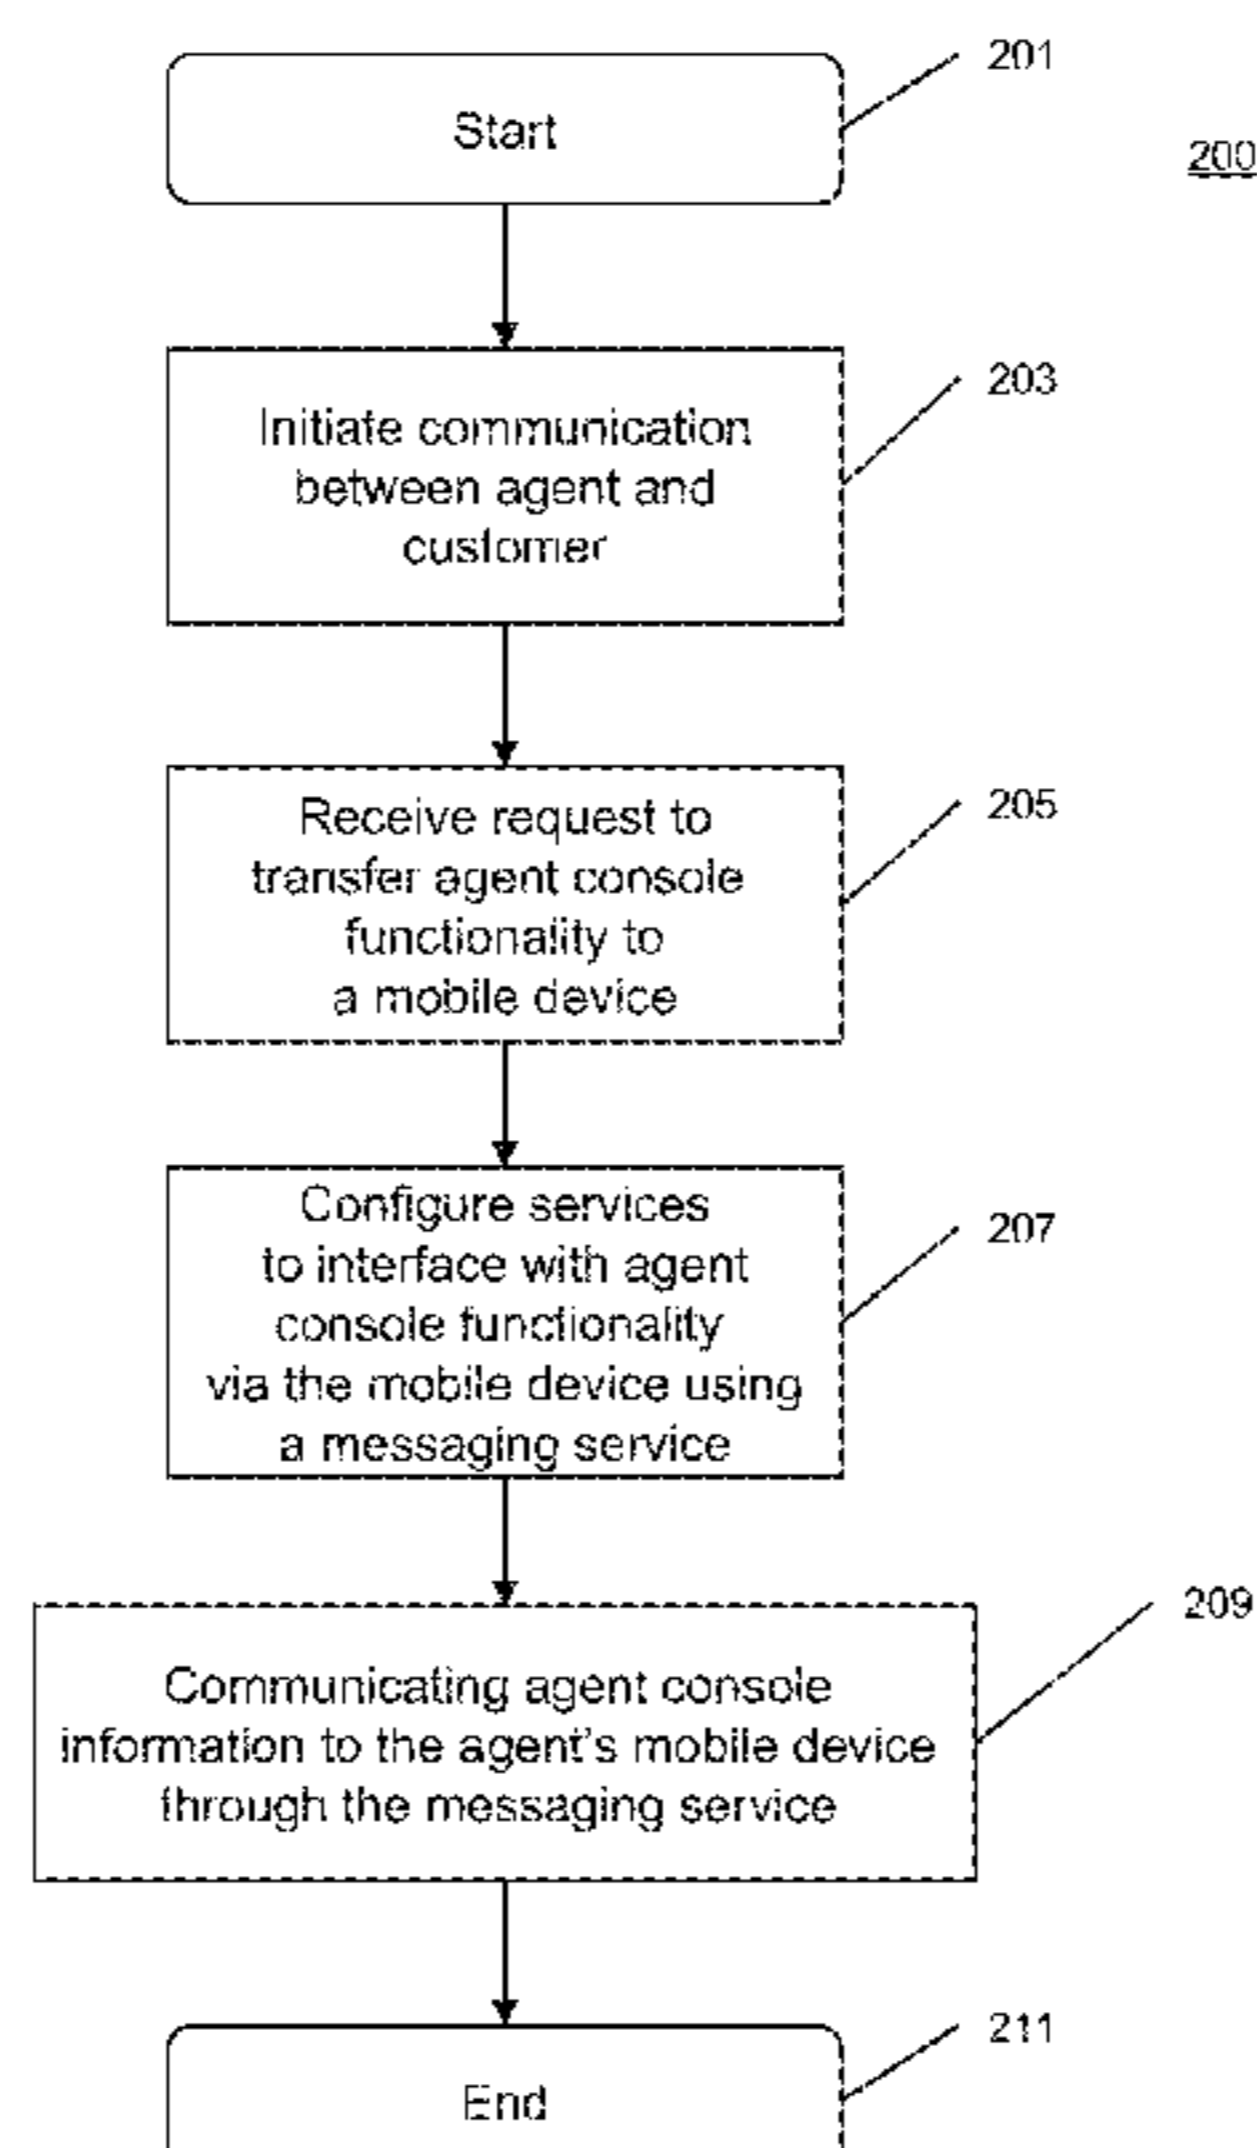 201
Start
200
203
Initiate communication
between agent and
customer
205
Receive request to
transfer agent console
functionality to
a mobile device
207
Configure services
to interface with agent
console functionality
via the mobile device using
a messaging service
209
Communicating agent console
information to the agent's mobile device
through the messaging service
211
End